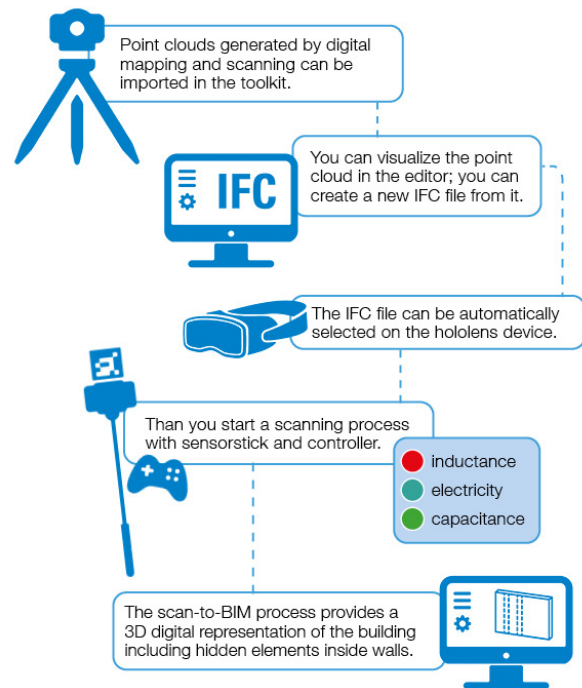 Point clouds generated by digital
mapping and scanning can be
imported in the toolkit.
IFC
You can visualize the point
cloud in the editor; you can
create a new IFC file from it.
The IFC file can be automatically
selected on the hololens device.
Than you start a scanning process
with sensorstick and controller.
inductance
electricity
capacitance
The scan-to-BIM process provides a
3D digital representation of the building
including hidden elements inside walls.